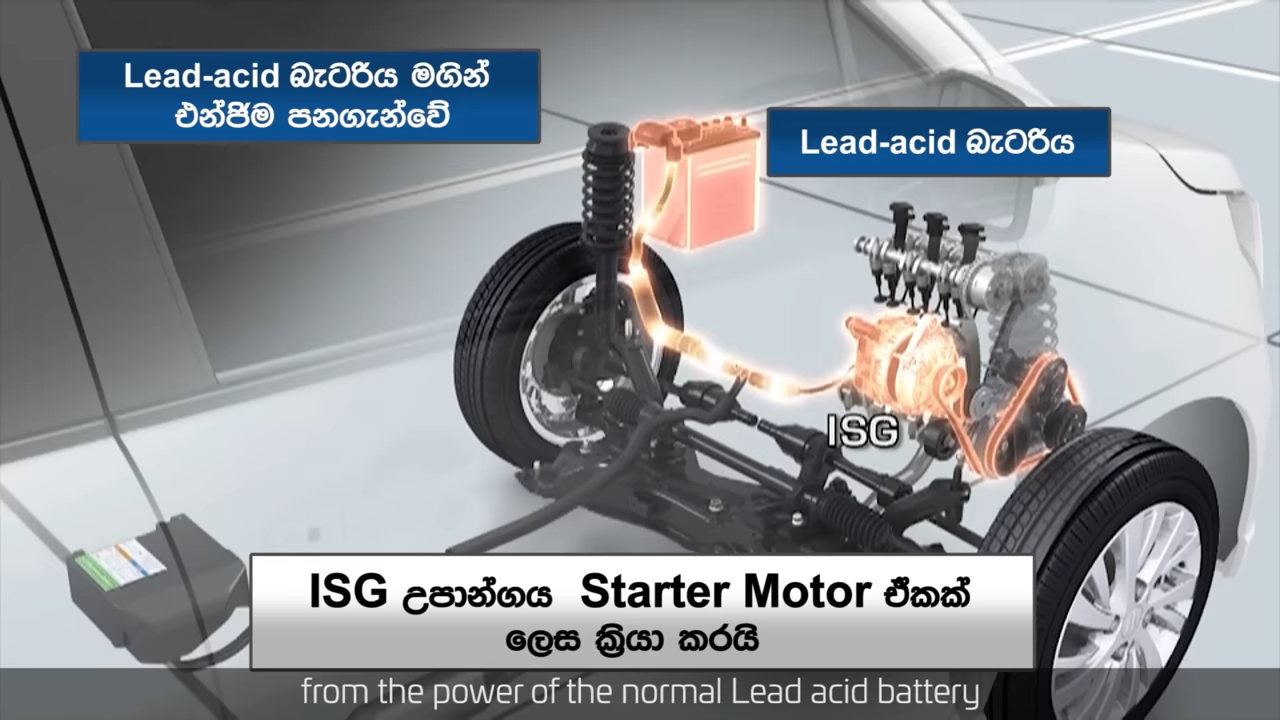 Lead-acid බැටරිය මගින්
එන්ජිම පනගැන්වේ
Lead-acid බැටරිය
ISG
ISG උපාන්ගය Starter Motor ඒකක්
ලෙස ක්‍රියා කරයි
from the power of the normal Lead acid battery